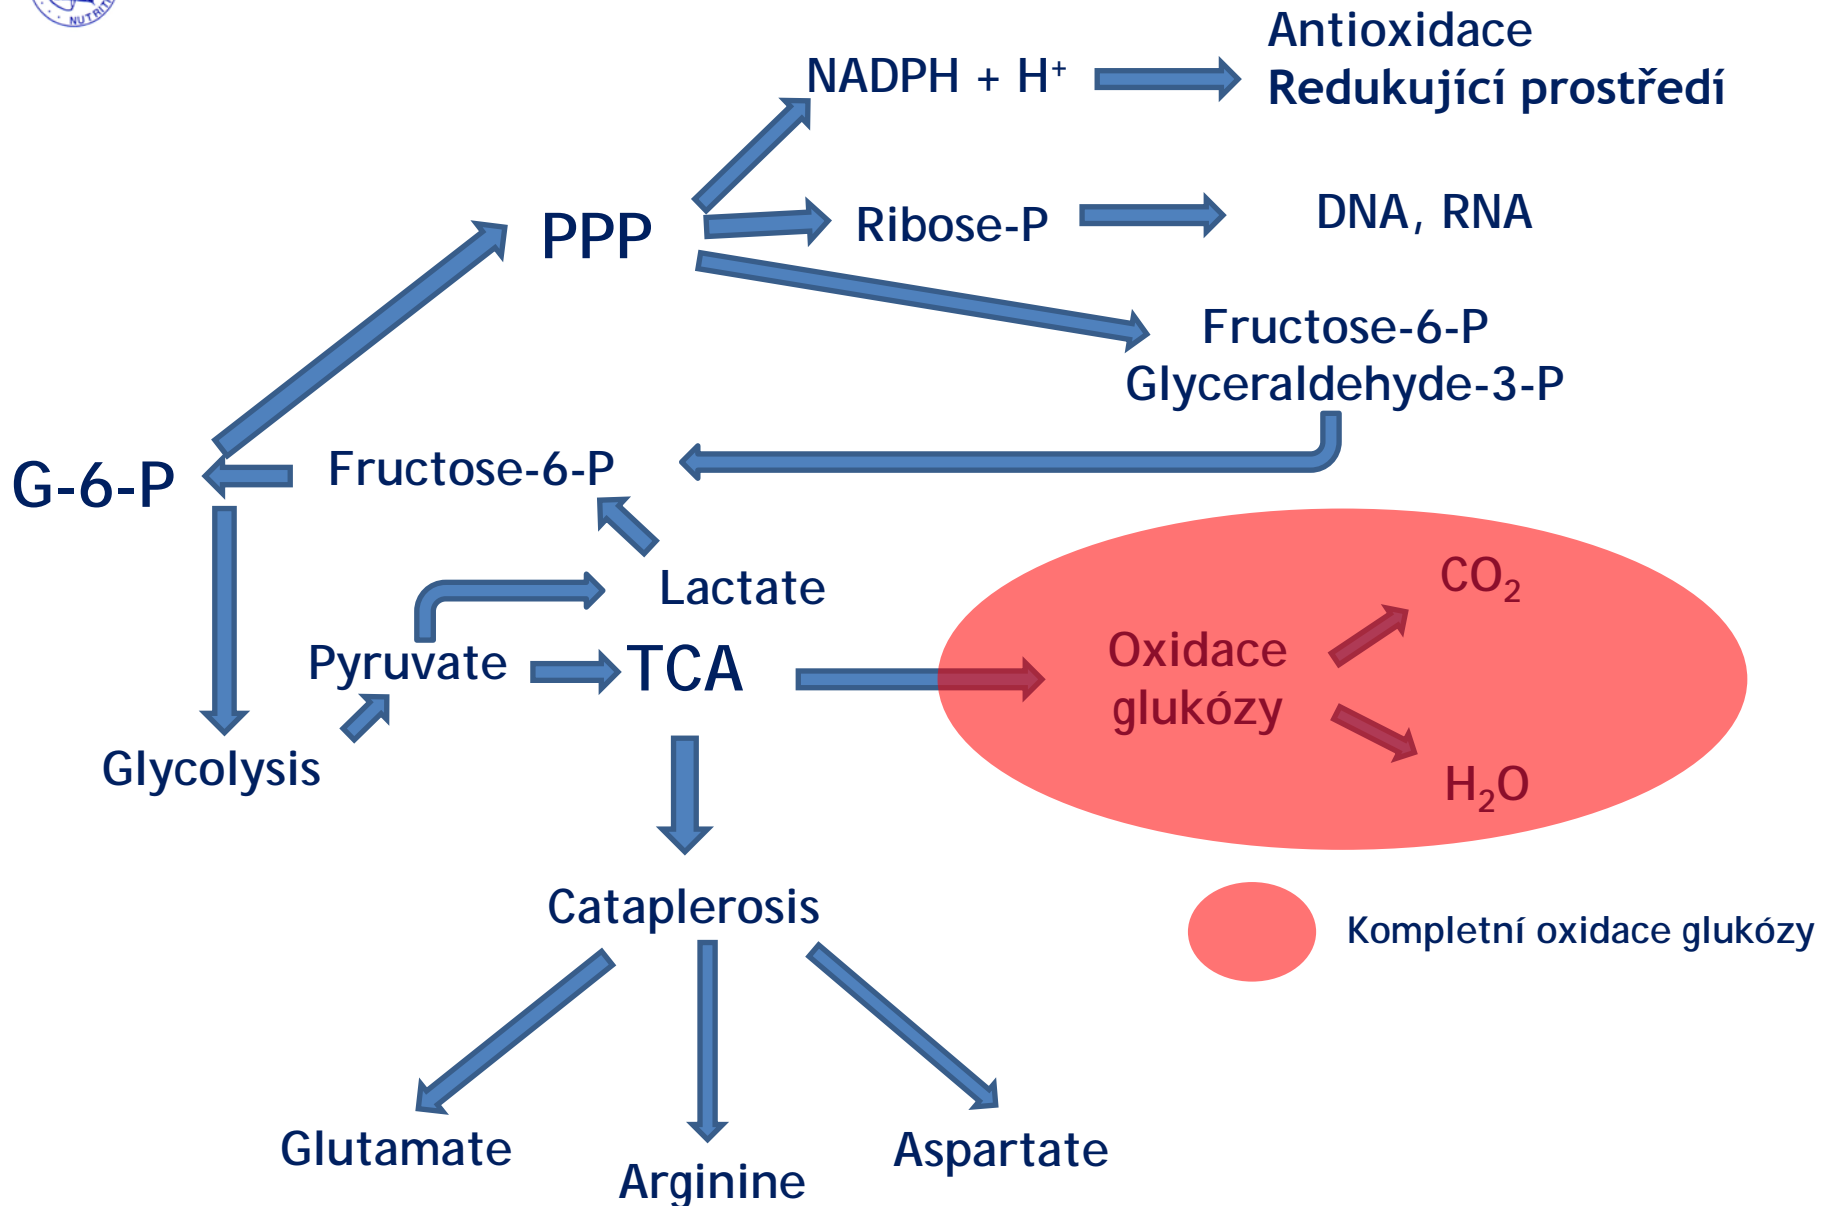 NUTRITI
Antioxidace
NADPH + H⁺
Redukující prostředí
PPP
Ribose-P
DNA, RNA
Fructose-6-P
Glyceraldehyde-3-P
G-6-P
Fructose-6-P
Lactate
CO₂
Pyruvate
TCA
Oxidace
glukózy
Glycolysis
H₂O
Cataplerosis
Kompletní oxidace glukózy
Glutamate
Arginine
Aspartate